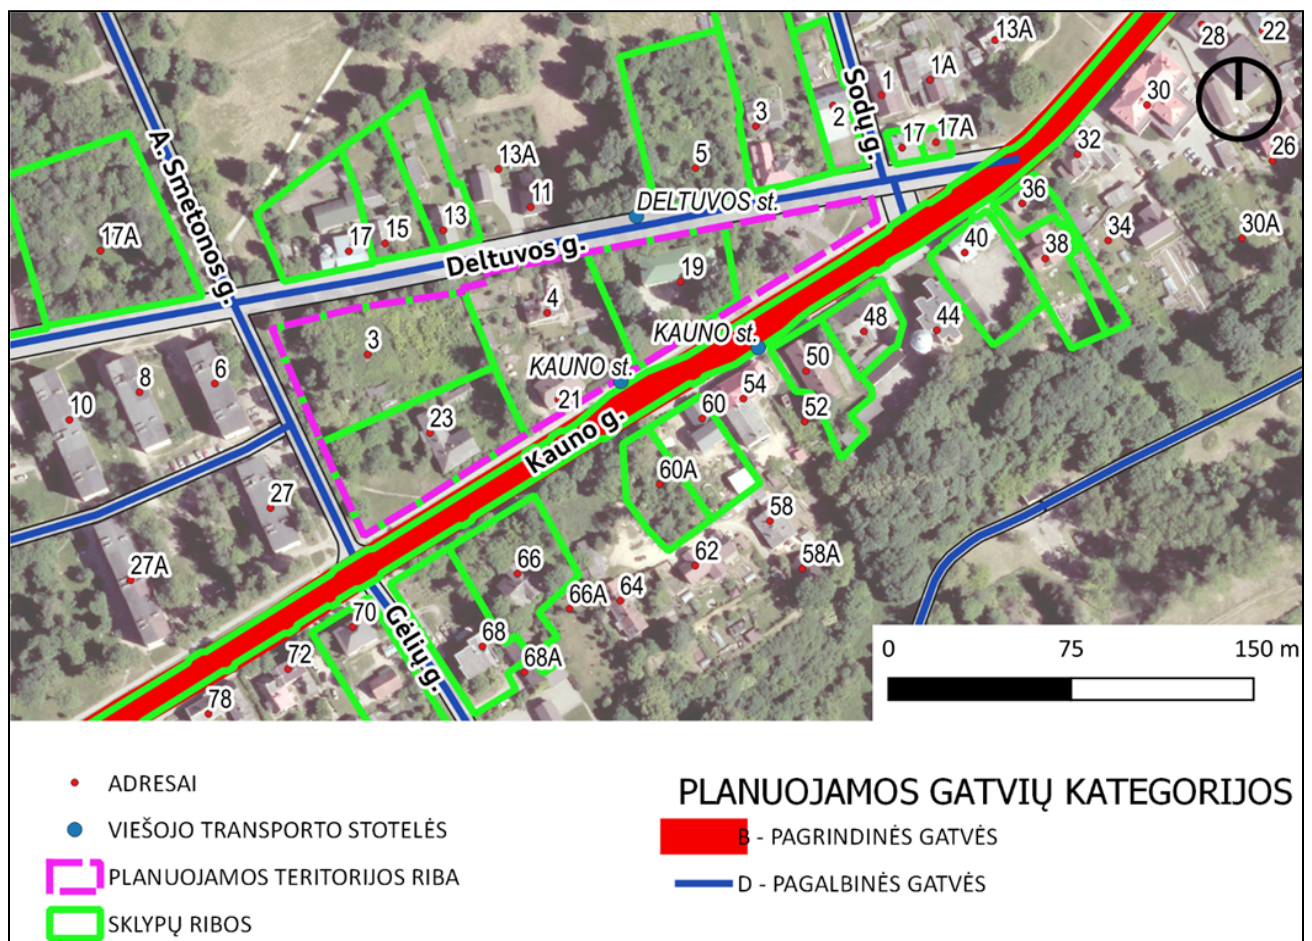 13A
28
22
1
1A
Sodų g.
3
2
30
A. Smetonos g.
17
17A
32
26
13A
5
11
DELTUVOS st.
36
17A
17
15
13
Deltuvos g.
40
38
34
30A
19
4
3
KAUNO st.
48
44
KAUNO st.
50
10
8
6
21
54
23
Kauno g.
60
52
60A
27
58
27A
66
62
58A
66A
64
70
Gėlių g.
68
68A
72
78
0 75 150 m
ADRESAI
VIEŠOJO TRANSPORTO STOTELĖS
PLANUOJAMOS TERITORIJOS RIBA
SKLYPŲ RIBOS
PLANUOJAMOS GATVIŲ KATEGORIJOS
B - PAGRINDINĖS GATVĖS
D - PAGALBINĖS GATVĖS